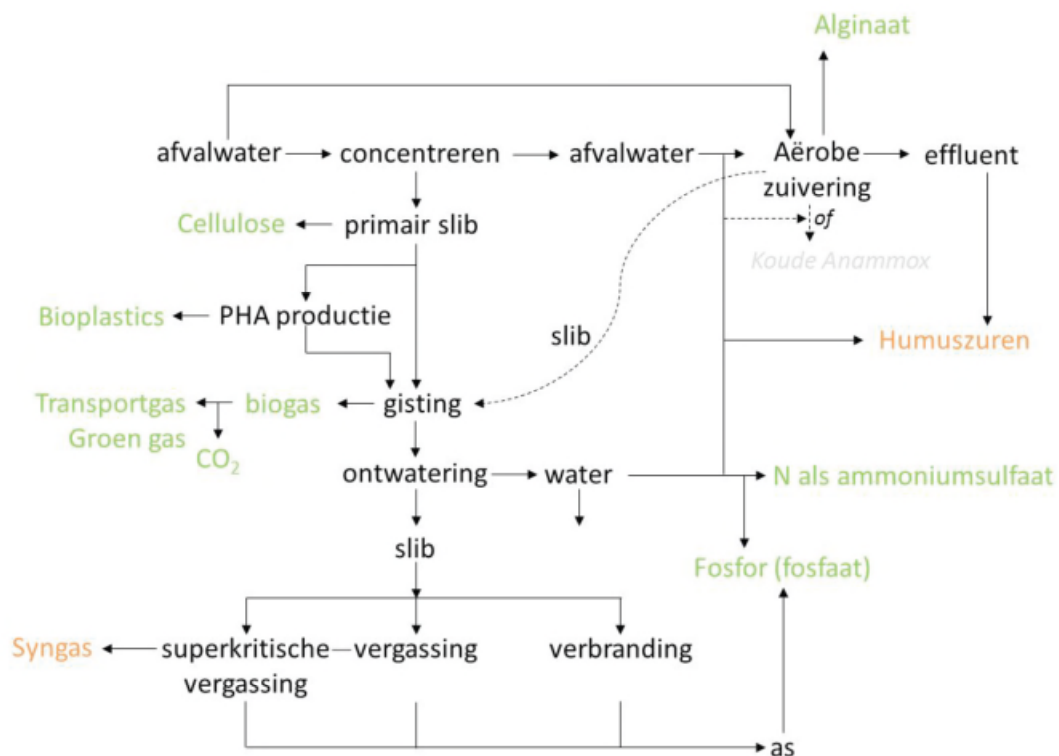 Alginaat
afvalwater
concentreren
afvalwater
Aërobe
zuivering
effluent
of
Koude Anammox
Cellulose
primair slib
Bioplastics
PHA productie
slib
Humuszuren
Transportgas
Groen gas
biogas
gisting
CO2
ontwatering
water
N als ammoniumsulfaat
slib
Fosfor (fosfaat)
Syngas
superkritische
vergassing
vergassing
verbranding
as